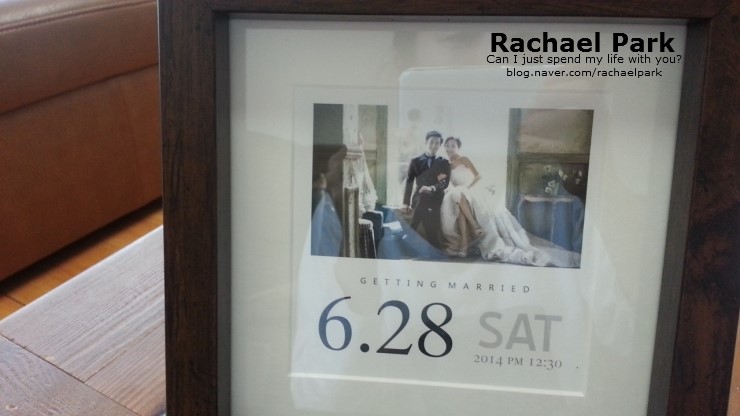 Rachael Park
Can I just spend my life with you?
blog.naver.com/rachaelpark
GETTING MARRIED
6.28 SAT
2014 PM 12:30